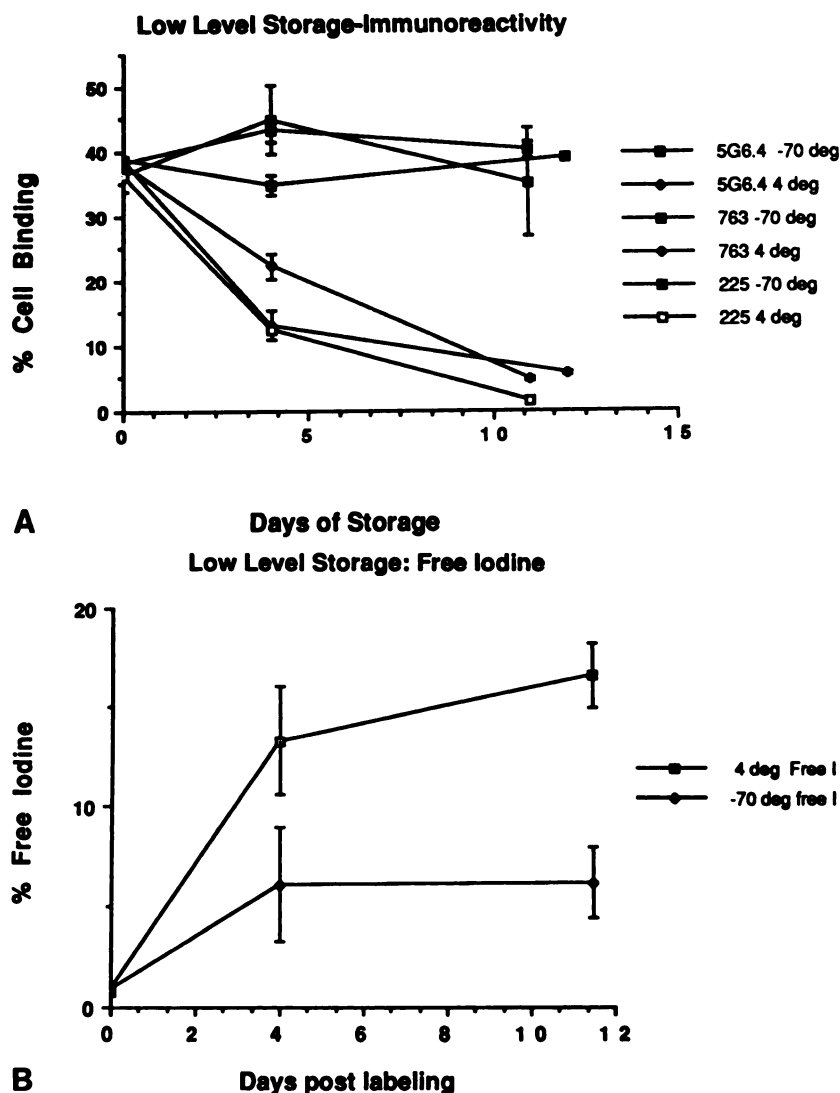 Low Level Storage-Immunoreactivity
% Cell Binding
50
40
30
20
10
0
0
5
10
15
5G6.4 -70 deg
5G6.4 4 deg
763 -70 deg
763 4 deg
225 -70 deg
225 4 deg
A
Days of Storage
Low Level Storage: Free Iodine
% Free Iodine
20
10
0
0
2
4
6
8
10
12
4 deg Free I
-70 deg free I
B
Days post labeling